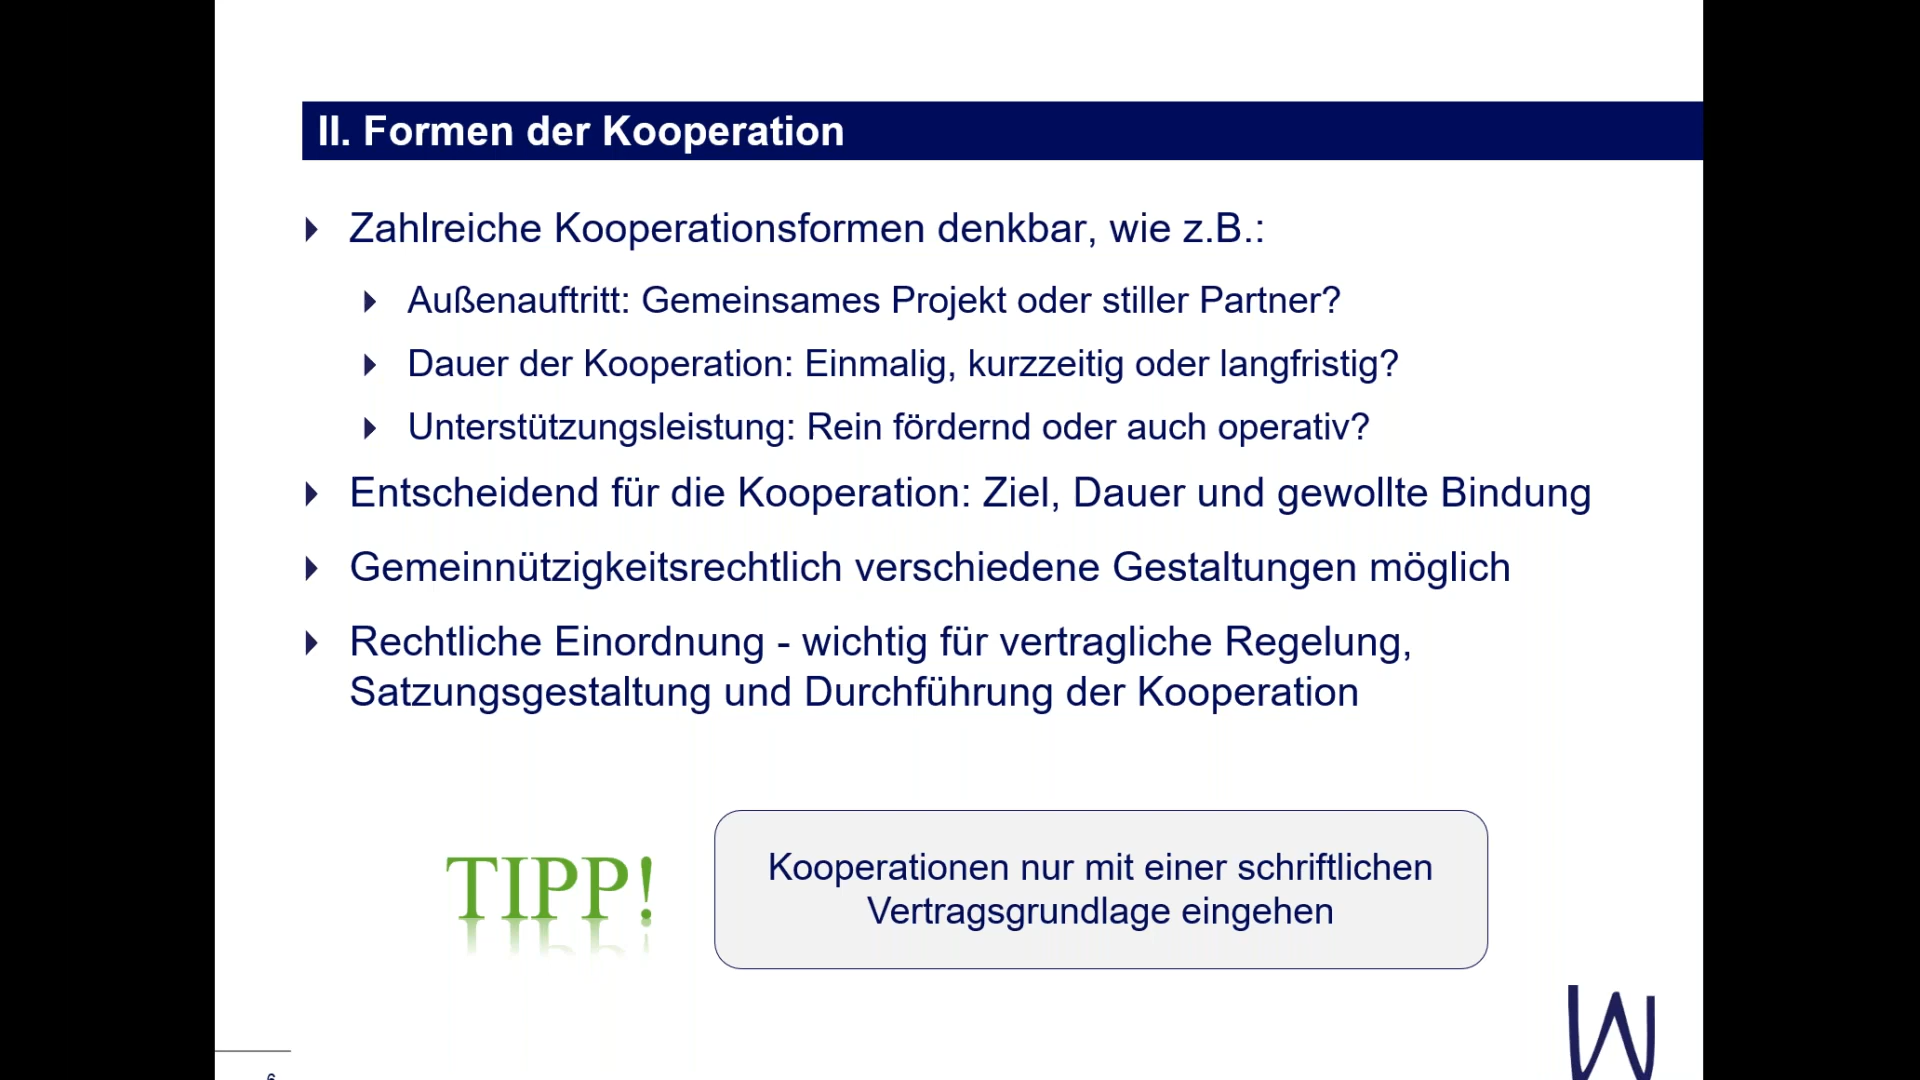 II. Formen der Kooperation
Zahlreiche Kooperationsformen denkbar, wie z.B.:
Außenauftritt: Gemeinsames Projekt oder stiller Partner?
Dauer der Kooperation: Einmalig, kurzzeitig oder langfristig?
Unterstützungsleistung: Rein fördernd oder auch operativ?
Entscheidend für die Kooperation: Ziel, Dauer und gewollte Bindung
Gemeinnützigkeitsrechtlich verschiedene Gestaltungen möglich
Rechtliche Einordnung - wichtig für vertragliche Regelung,
Satzungsgestaltung und Durchführung der Kooperation
TIPP!
Kooperationen nur mit einer schriftlichen
Vertragsgrundlage eingehen
W